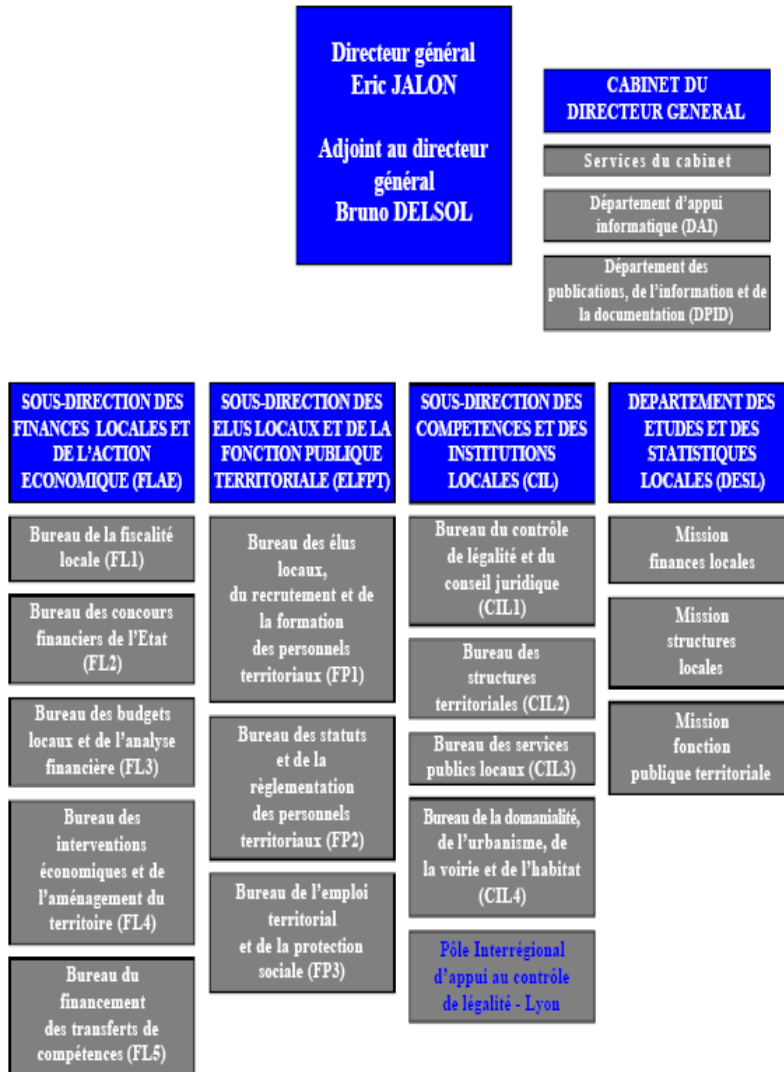 Directeur général
Eric JALON
Adjoint au directeur
général
Bruno DELSOL
CABINET DU
DIRECTEUR GENERAL
Services du cabinet
Département d'appui
informatique (DAI)
Département des
publications, de l'information et de
la documentation (DPID)
SOUS-DIRECTION DES
FINANCES LOCALES ET
DE L'ACTION
ECONOMIQUE (FLAE)
Bureau de la fiscalité
locale (FL1)
Bureau des concours
financiers de l'Etat
(FL2)
Bureau des budgets
locaux et de l'analyse
financière (FL3)
Bureau des
interventions
économiques et de
l'aménagement du
territoire (FL4)
Bureau du
financement
des transferts de
compétences (FL5)
SOUS-DIRECTION DES
ELUS LOCAUX ET DE LA
FONCTION PUBLIQUE
TERRITORIALE (ELFPT)
Bureau des élus
locaux,
du recrutement et de
la formation
des personnels
territoriaux (FP1)
Bureau des statuts
et de la
règlementation
des personnels
territoriaux (FP2)
Bureau de l'emploi
territorial
et de la protection
sociale (FP3)
SOUS-DIRECTION DES
COMPETENCES ET DES
INSTITUTIONS
LOCALES (CIL)
Bureau du contrôle
de légalité et du
conseil juridique
(CIL1)
Bureau des
structures
territoriales (CIL2)
Bureau des services
publics locaux (CIL3)
Bureau de la domanialité,
de l'urbanisme, de
la voirie et de l'habitat
(CIL4)
Pôle Interrégional
d'appui au contrôle
de légalité - Lyon
DEPARTEMENT DES
ETUDES ET DES
STATISTIQUES
LOCALES (DESL)
Mission
finances locales
Mission
structures
locales
Mission
fonction
publique territoriale